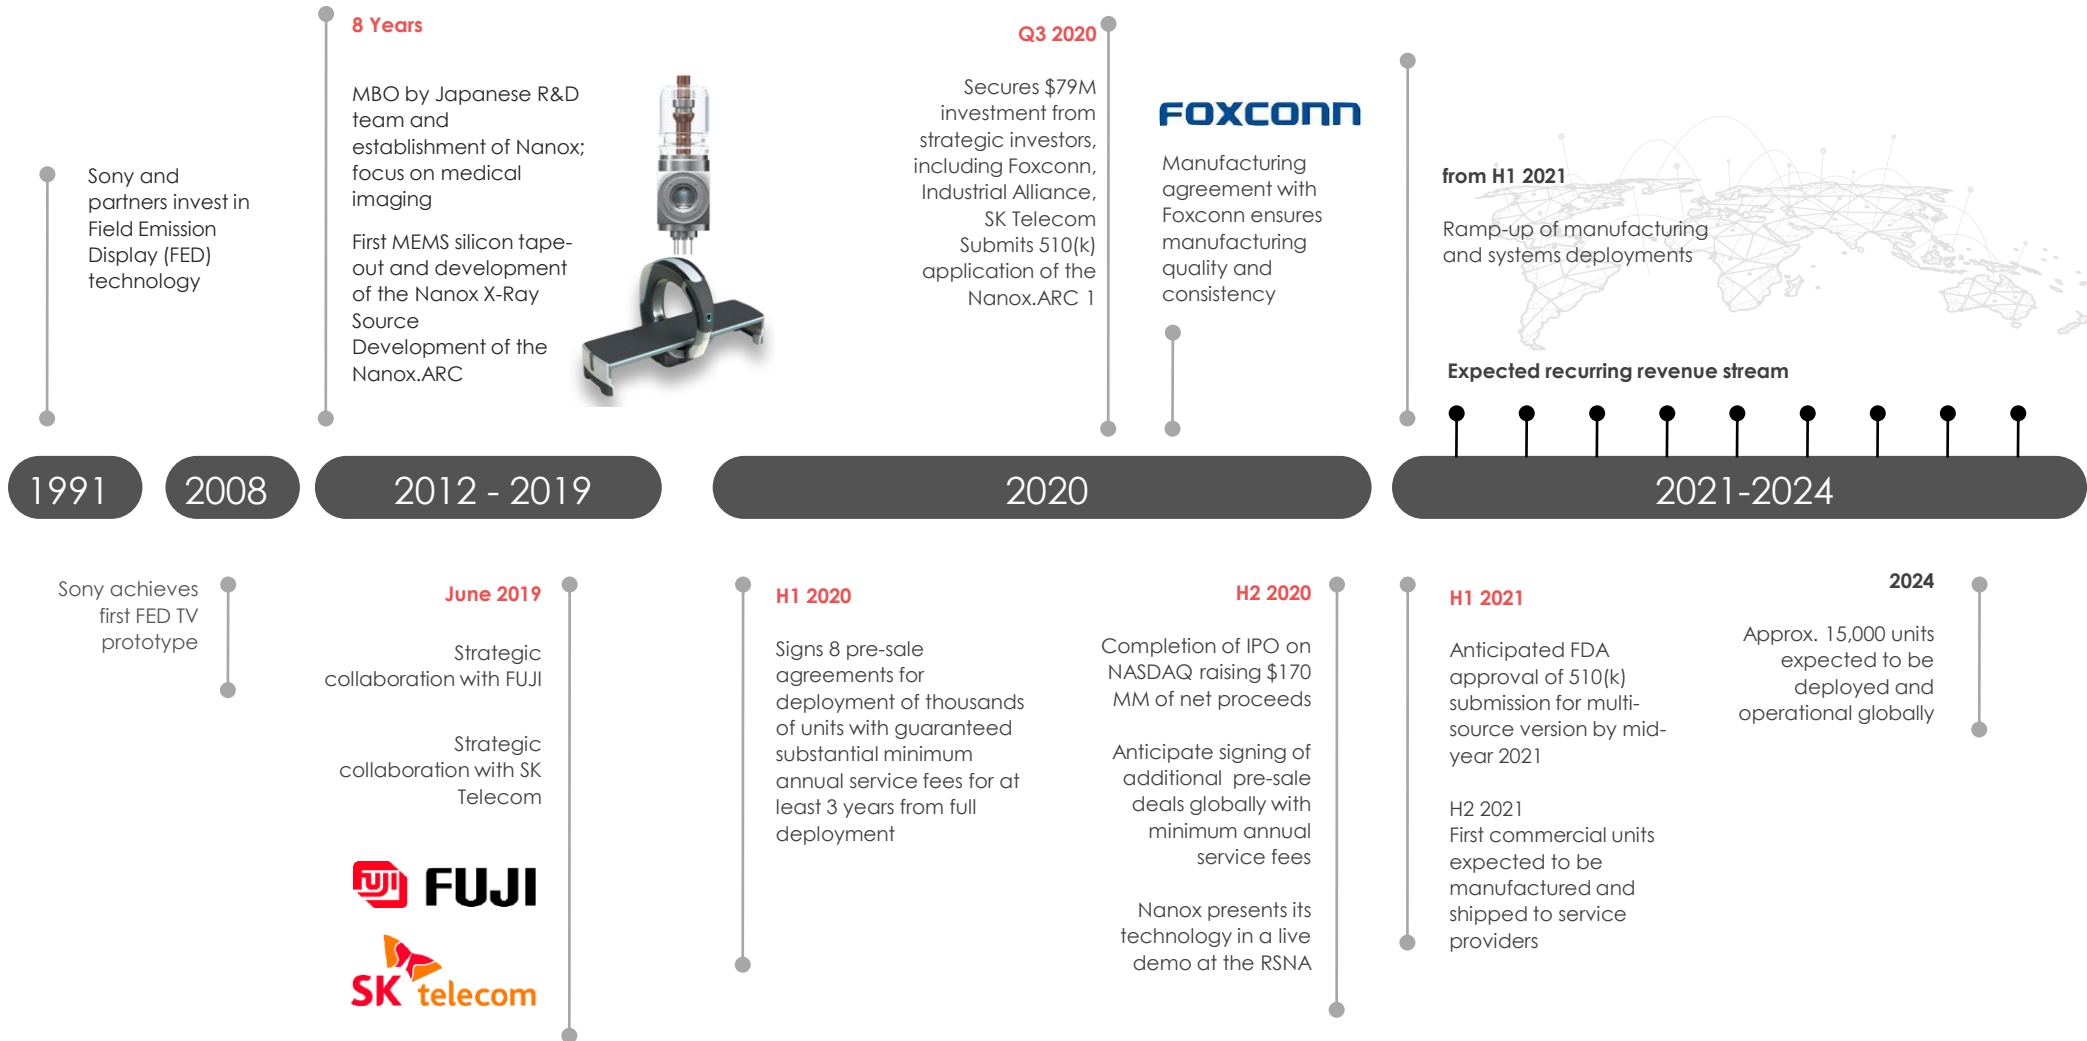 8 Years
MBO by Japanese R&D
team and
establishment of Nanox;
focus on medical
imaging
First MEMS silicon tape-
out and development
of the Nanox X-Ray
Source
Development of the
Nanox.ARC
Sony and
partners invest in
Field Emission
Display (FED)
technology
Q3 2020
Secures $79M
investment from
strategic investors,
including Foxconn,
Industrial Alliance,
SK Telecom
Submits 510(k)
application of the
Nanox.ARC 1
FOXCONN
Manufacturing
agreement with
Foxconn ensures
manufacturing
quality and
consistency
from H1 2021
Ramp-up of manufacturing
and systems deployments
Expected recurring revenue stream
1991
2008
2012 - 2019
2020
2021-2024
Sony achieves
first FED TV
prototype
June 2019
Strategic
collaboration with FUJI
Strategic
collaboration with SK
Telecom
FUJI FUJI
SK telecom
H1 2020
Signs 8 pre-sale
agreements for
deployment of thousands
of units with guaranteed
substantial minimum
annual service fees for at
least 3 years from full
deployment
H2 2020
Completion of IPO on
NASDAQ raising $170
MM of net proceeds
Anticipate signing of
additional pre-sale
deals globally with
minimum annual
service fees
Nanox presents its
technology in a live
demo at the RSNA
H1 2021
Anticipated FDA
approval of 510(k)
submission for multi-
source version by mid-
year 2021
H2 2021
First commercial units
expected to be
manufactured and
shipped to service
providers
2024
Approx. 15,000 units
expected to be
deployed and
operational globally